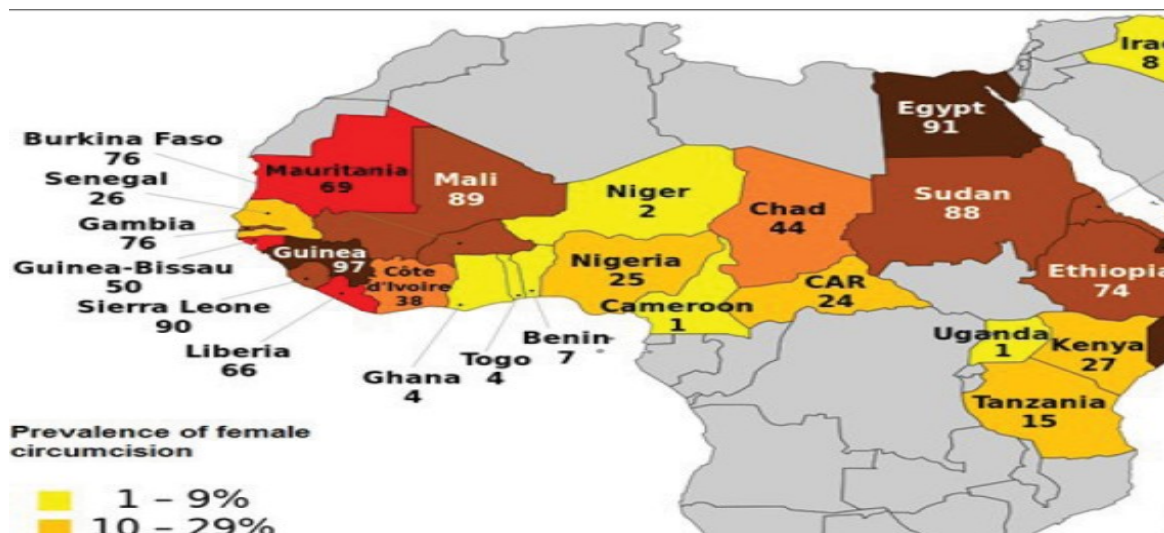 Iraq
8
Egypt
91
Burkina Faso
76
Mauritania
69
Mali
89
Senegal
26
Niger
2
Chad
44
Sudan
88
Gambia
76
Guinea
97
Guinea-Bissau
50
Côte
d'Ivoire
38
Nigeria
25
CAR
24
Ethiopia
74
Sierra Leone
90
Cameroon
1
Liberia
66
Benin
7
Togo
4
Ghana
4
Uganda
1
Kenya
27
Tanzania
15
Prevalence of female
circumcision
1 – 9%
10 – 29%